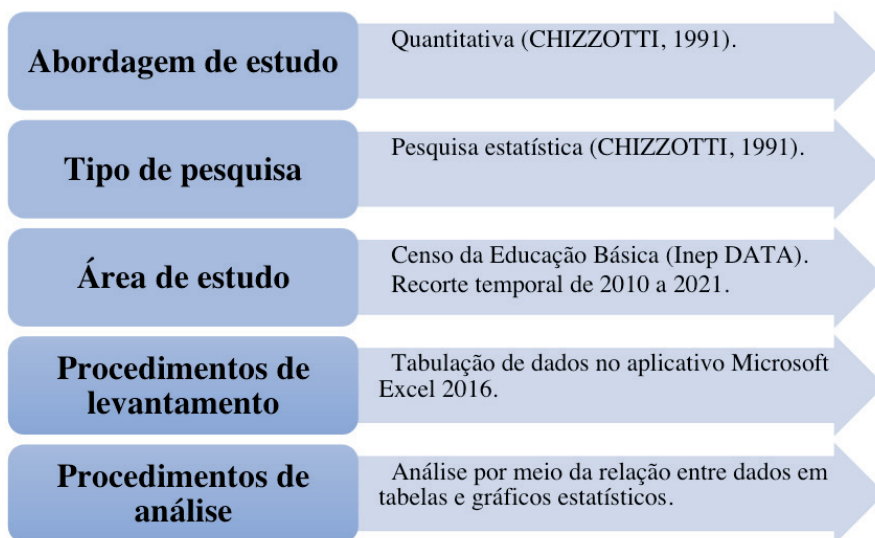 Abordagem de estudo
Quantitativa (CHIZZOTTI, 1991).
Tipo de pesquisa
Pesquisa estatística (CHIZZOTTI, 1991).
Área de estudo
Censo da Educação Básica (Inep DATA).
Recorte temporal de 2010 a 2021.
Procedimentos de
levantamento
Tabulação de dados no aplicativo Microsoft
Excel 2016.
Procedimentos de
análise
Análise por meio da relação entre dados em
tabelas e gráficos estatísticos.